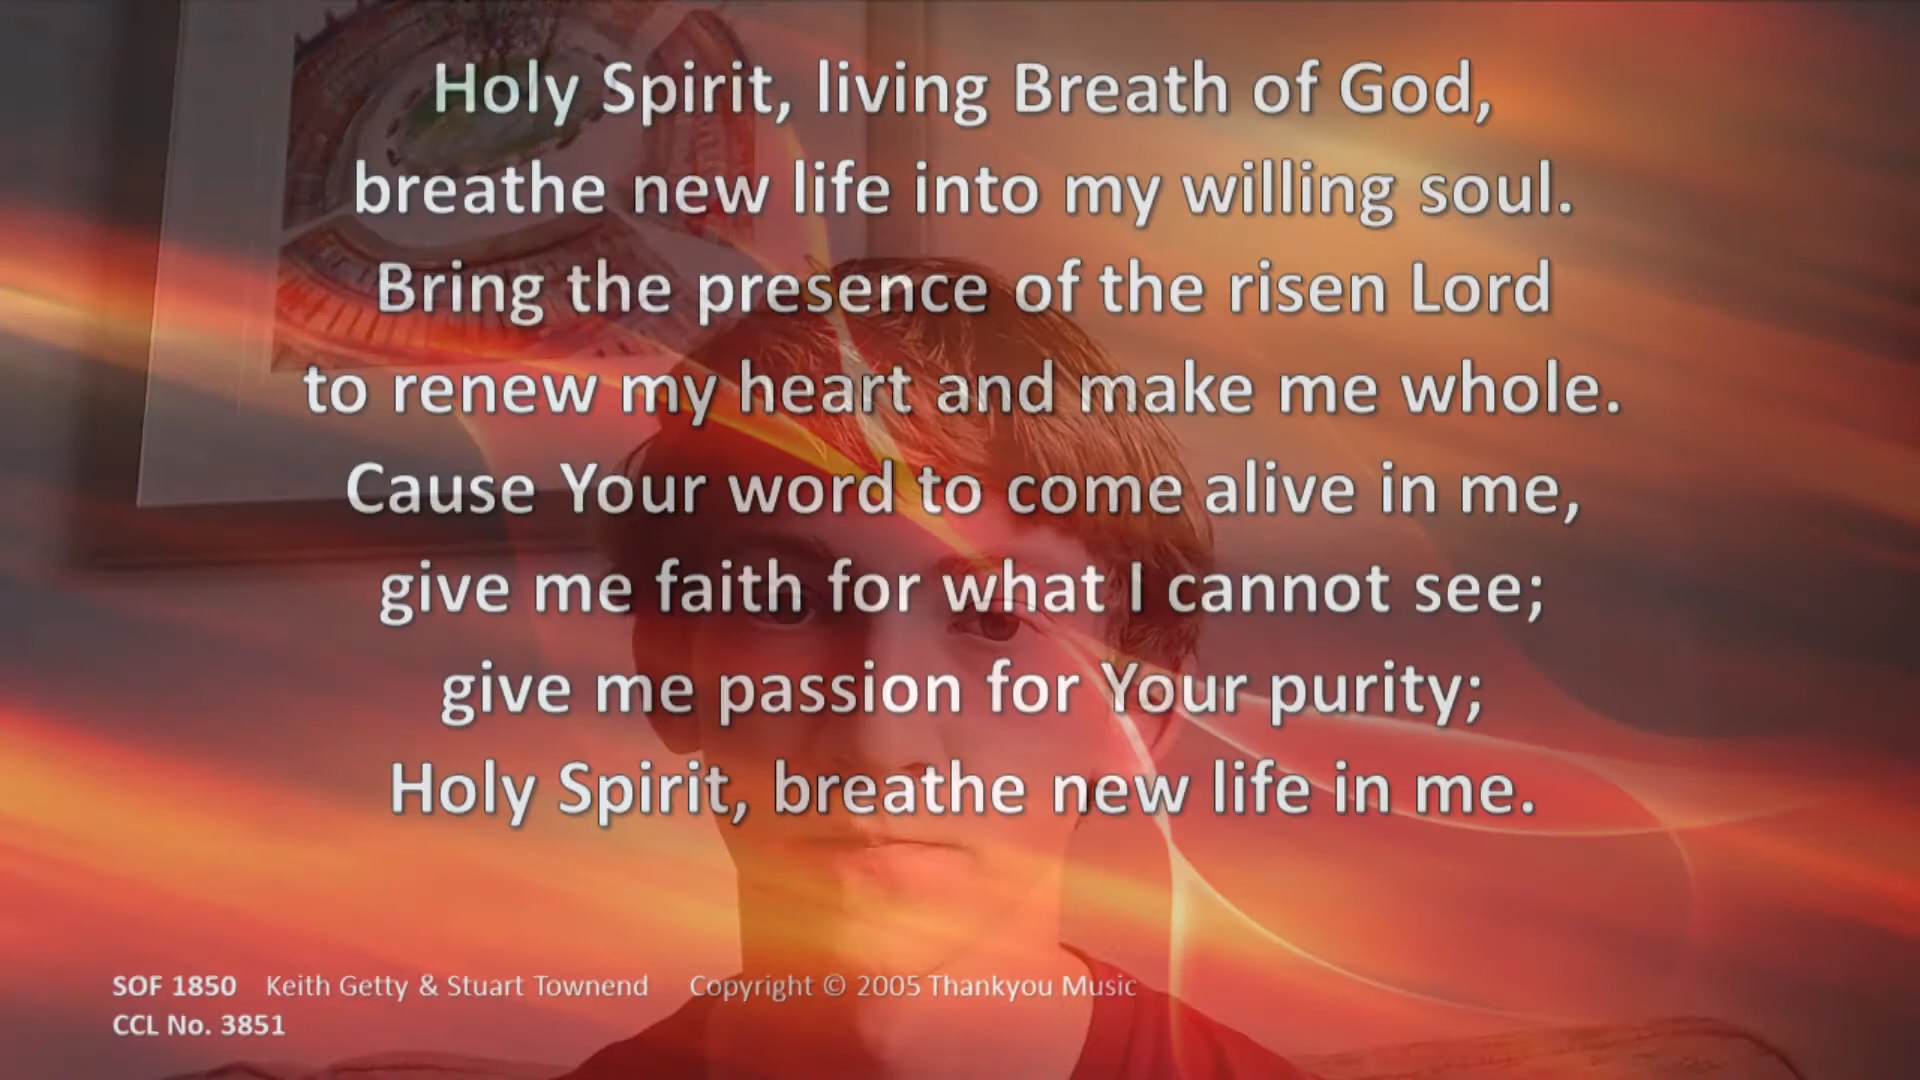 Holy Spirit, living Breath of God,
breathe new life into my willing soul.
Bring the presence of the risen Lord
to renew my heart and make me whole.
Cause Your word to come alive in me,
give me faith for what I cannot see;
give me passion for Your purity;
Holy Spirit, breathe new life in me.
SOF 1850 Keith Getty & Stuart Townend Copyright © 2005 Thankyou Music
CCL No. 3851